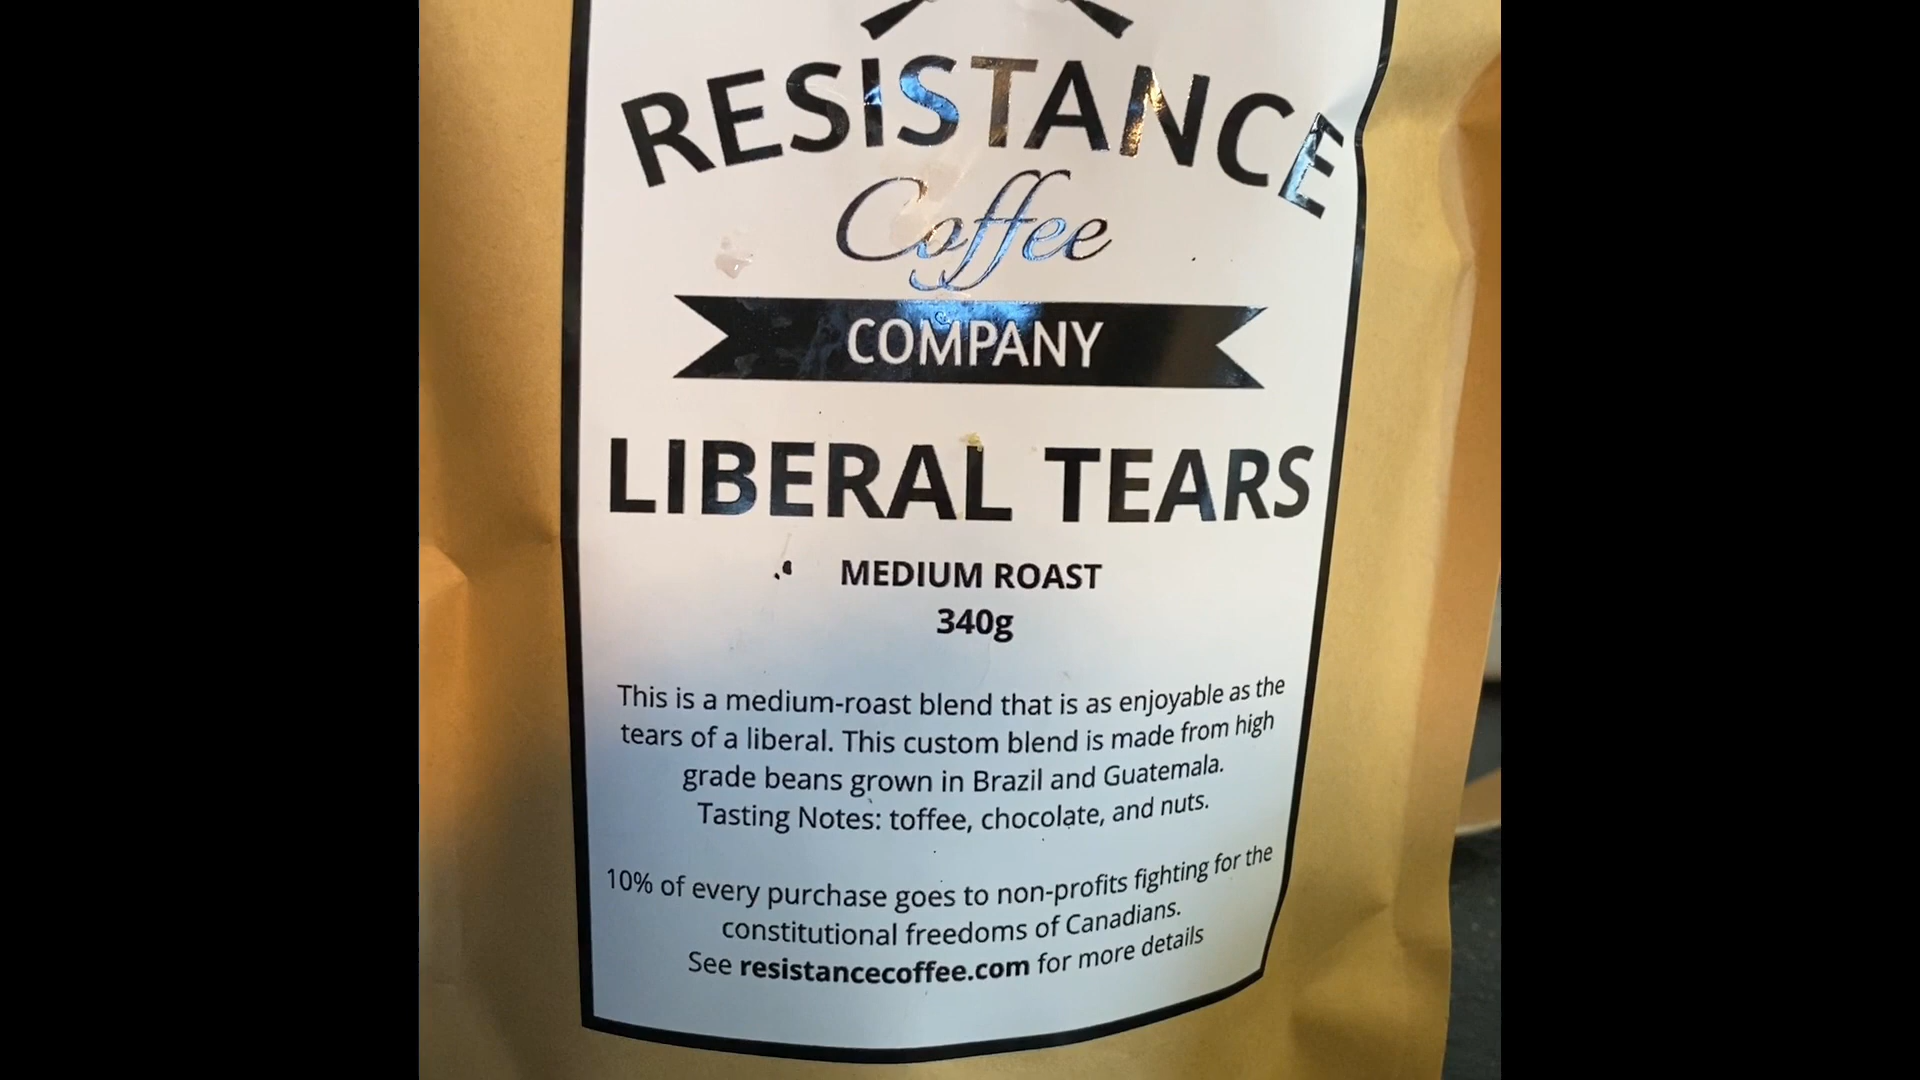 RESISTANCE
Coffee
COMPANY
LIBERAL TEARS
MEDIUM ROAST
340g
This is a medium-roast blend that is as enjoyable as the
tears of a liberal. This custom blend is made from high
grade beans grown in Brazil and Guatemala.
Tasting Notes: toffee, chocolate, and nuts.
10% of every purchase goes to non-profits fighting for the
constitutional freedoms of Canadians.
See resistancecoffee.com for more details